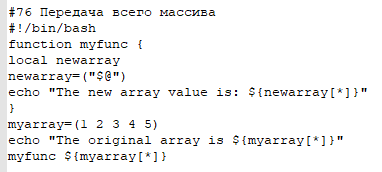 #76 Передача всего массива
#!/bin/bash
function myfunc {
local newarray
newarray=("$@")
echo "The new array value is: ${newarray[*]}"
}
myarray=(1 2 3 4 5)
echo "The original array is ${myarray[*]}"
myfunc ${myarray[*]}